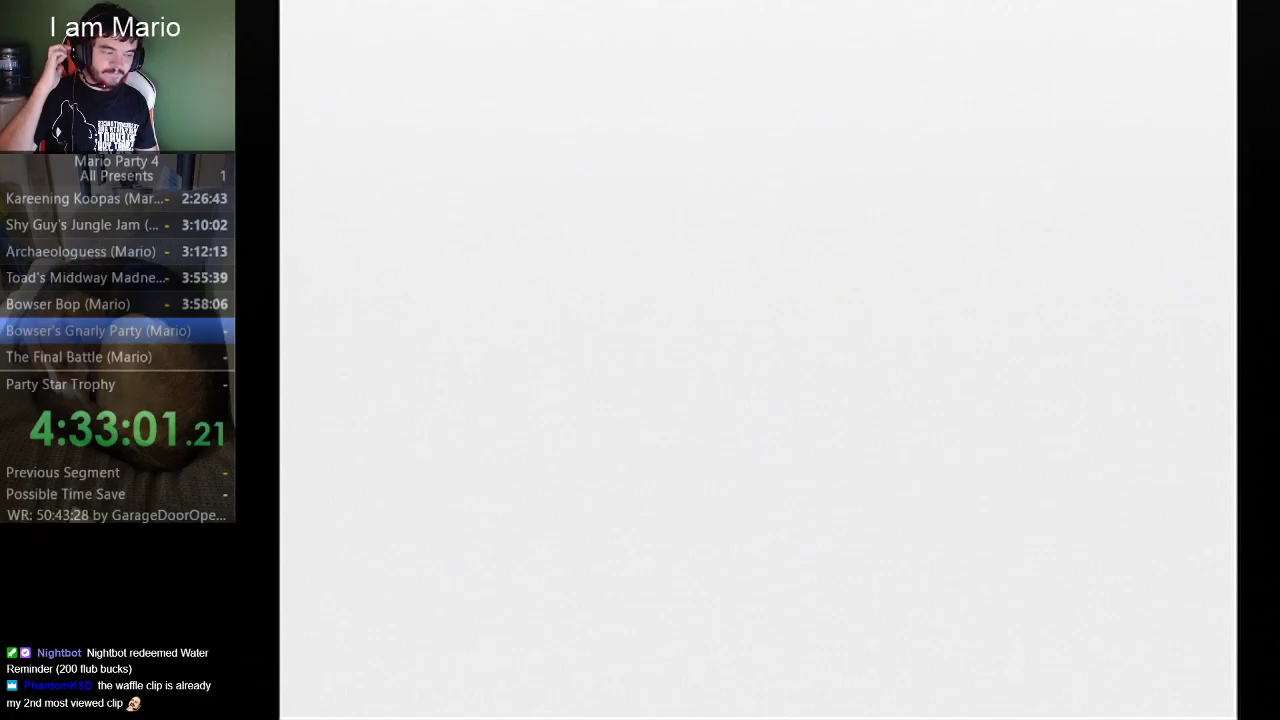 I am Mario
Mario Party 4
All Presents 1
Kareening Koopas (Mar... - 2:26:43
Shy Guy's Jungle Jam (... - 3:10:02
Archaeologuess (Mario) - 3:12:13
Toad's Middway Madne... - 3:55:39
Bowser Bop (Mario) - 3:58:06
Bowser's Gnarly Party (Mario) -
The Final Battle (Mario) -
Party Star Trophy -
4:33:01.21
Previous Segment -
Possible Time Save -
WR: 50:43:28 by GarageDoorOpe...
Nightbot Nightbot redeemed Water
Reminder (200 flub bucks)
PhantomKSD the waffle clip is already
my 2nd most viewed clip